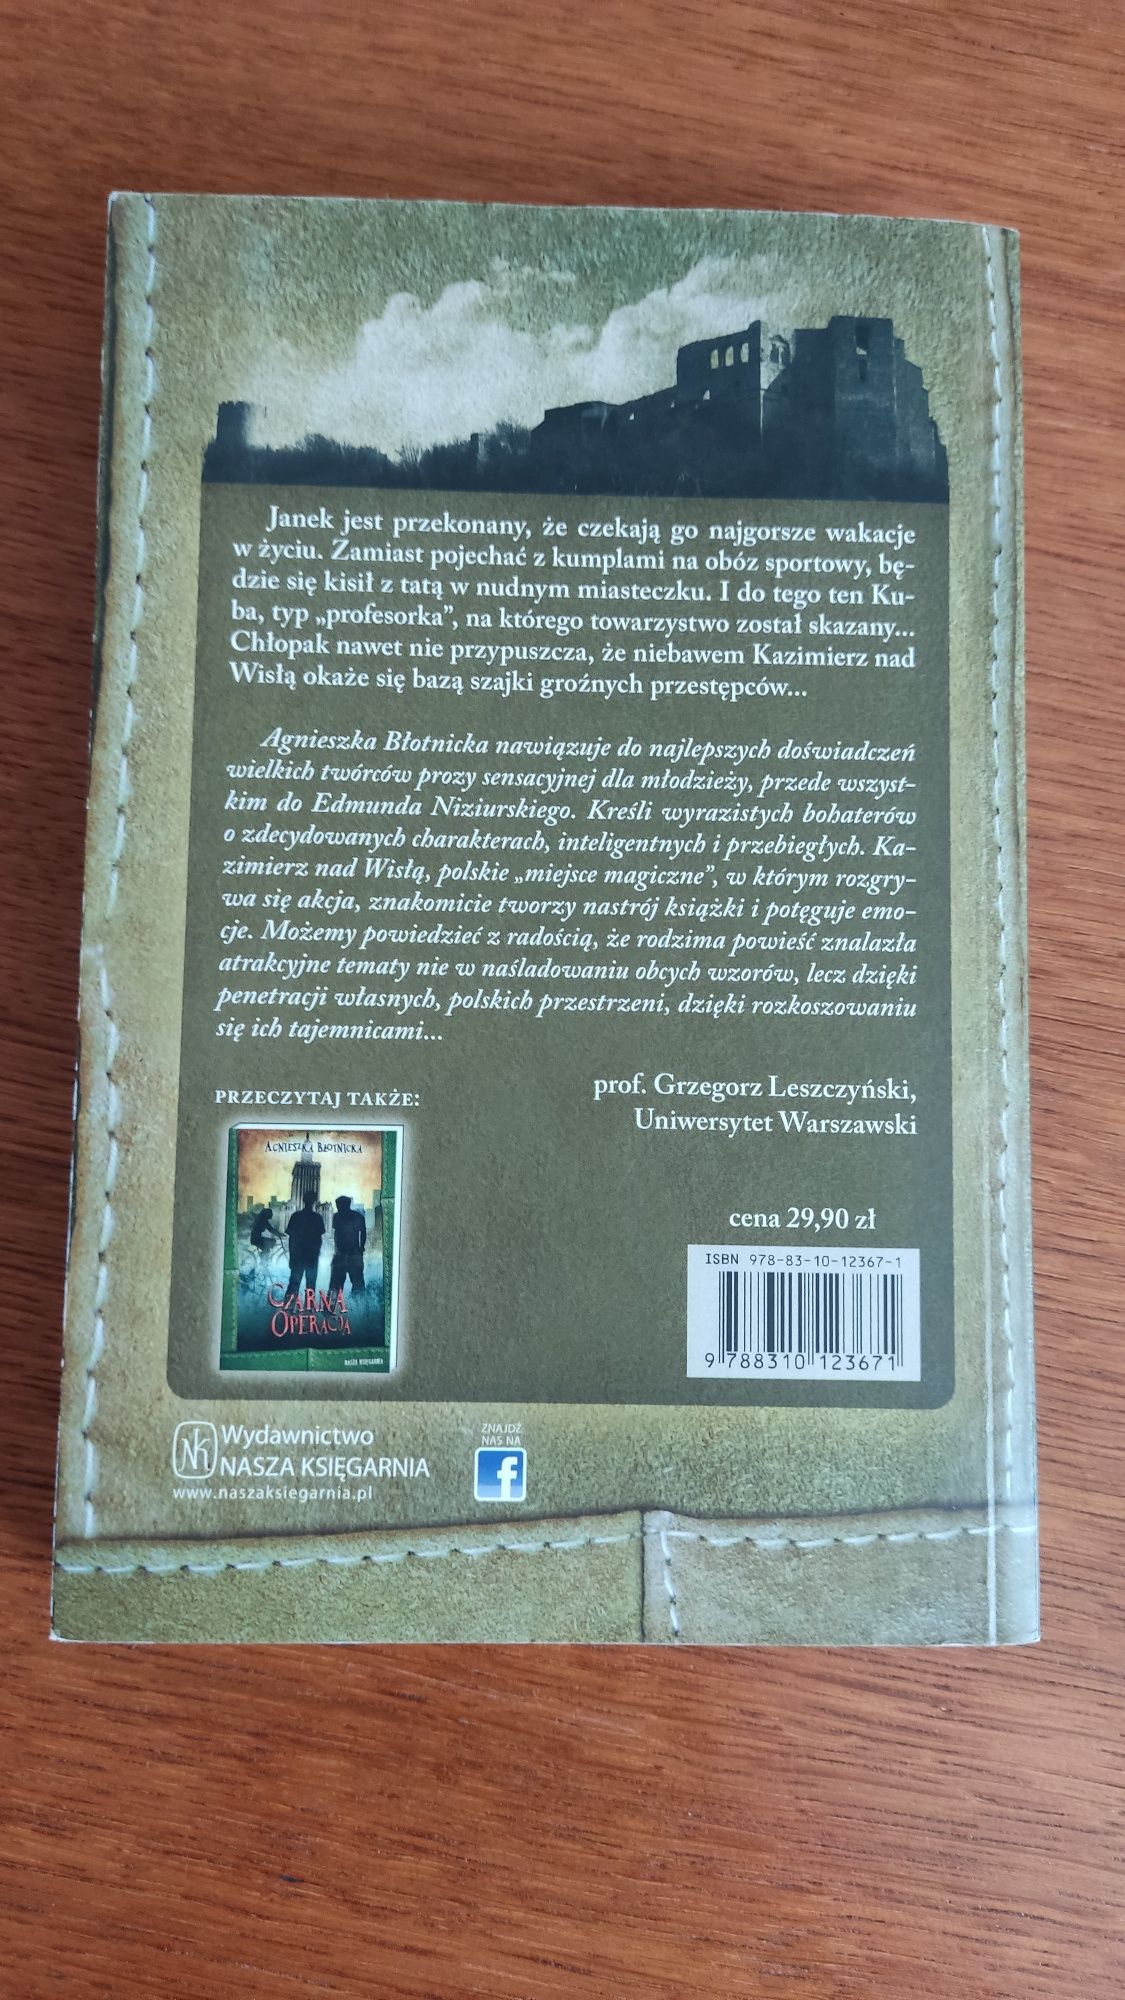 Janek jest przekonany, że czekają go najgorsze wakacje
w życiu. Zamiast pojechać z kumplami na obóz sportowy, bę-
dzie się kisił z tatą w nudnym miasteczku. I do tego ten Ku-
ba, typ „profesorka”, na którego towarzystwo został skazany...
Chłopak nawet nie przypuszcza, że niebawem Kazimierz nad
Wisłą okaże się bazą szajki groźnych przestępców...
Agnieszka Błotnicka nawiązuje do najlepszych doświadczeń
wielkich twórców prozy sensacyjnej dla młodzieży, przede wszyst-
kim do Edmunda Niziurskiego. Kreśli wyrazistych bohaterów
o zdecydowanych charakterach, inteligentnych i przebiegłych. Ka-
zimierz nad Wisłą, polskie „miejsce magiczne”, w którym rozgry-
wa się akcja, znakomicie tworzy nastrój książki i potęguje emo-
cje. Możemy powiedzieć z radością, że rodzima powieść znalazła
atrakcyjne tematy nie w naśladowaniu obcych wzorów, lecz dzięki
penetracji własnych, polskich przestrzeni, dzięki rozkoszowaniu
się ich tajemnicami...
prof. Grzegorz Leszczyński,
Uniwersytet Warszawski
PRZECZYTAJ TAKŻE:
AGNIESZKA BŁOTNICKA
CZARNA
OPERACJA
NASZA KSIĘGARNIA
cena 29,90 zł
ISBN 978-83-10-12367-1
9 788310 123671
NK
Wydawnictwo
NASZA KSIĘGARNIA
www.naszaksiegarnia.pl
ZNAJDŹ
NAS NA
f